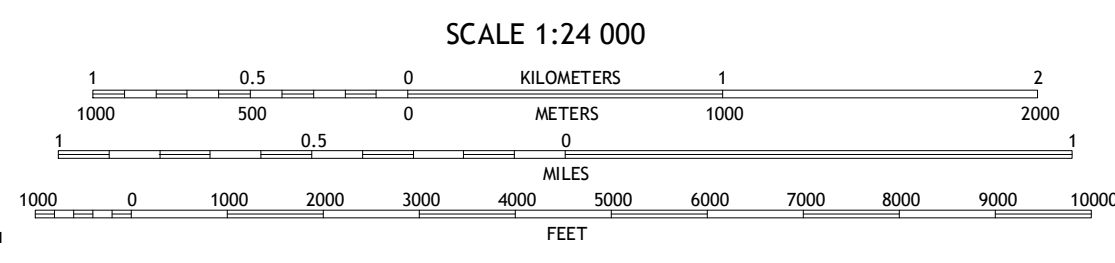 SCALE 1:24 000
1 0.5 0 KILOMETERS 1 2
1000 500 0 METERS 1000 2000
1 0.5 0 1
MILES
1000 0 1000 2000 3000 4000 5000 6000 7000 8000 9000 10000
FEET